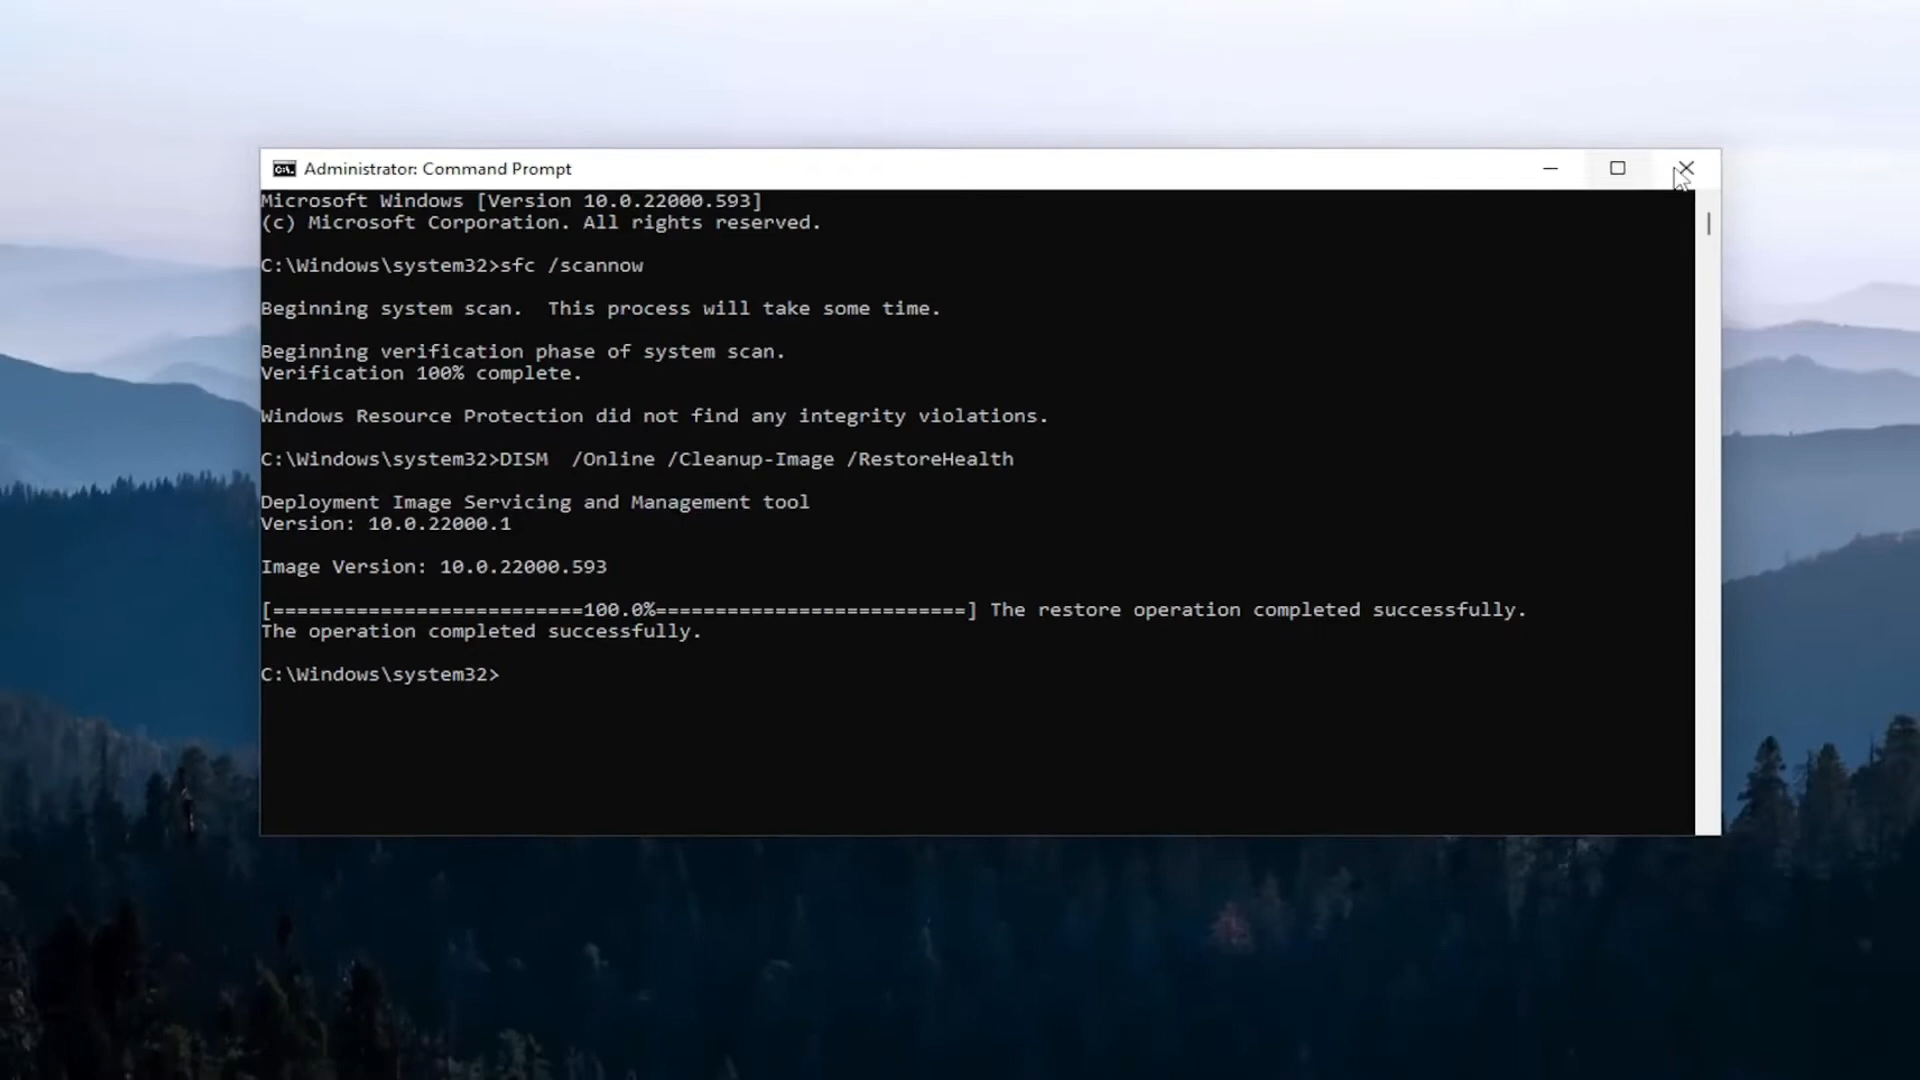 Administrator: Command Prompt
Microsoft Windows [Version 10.0.22000.593]
(c) Microsoft Corporation. All rights reserved.
C:\Windows\system32>sfc /scannow
Beginning system scan.  This process will take some time.
Beginning verification phase of system scan.
Verification 100% complete.
Windows Resource Protection did not find any integrity violations.
C:\Windows\system32>DISM  /Online /Cleanup-Image /RestoreHealth
Deployment Image Servicing and Management tool
Version: 10.0.22000.1
Image Version: 10.0.22000.593
[==========================100.0%==========================] The restore operation completed successfully.
The operation completed successfully.
C:\Windows\system32>